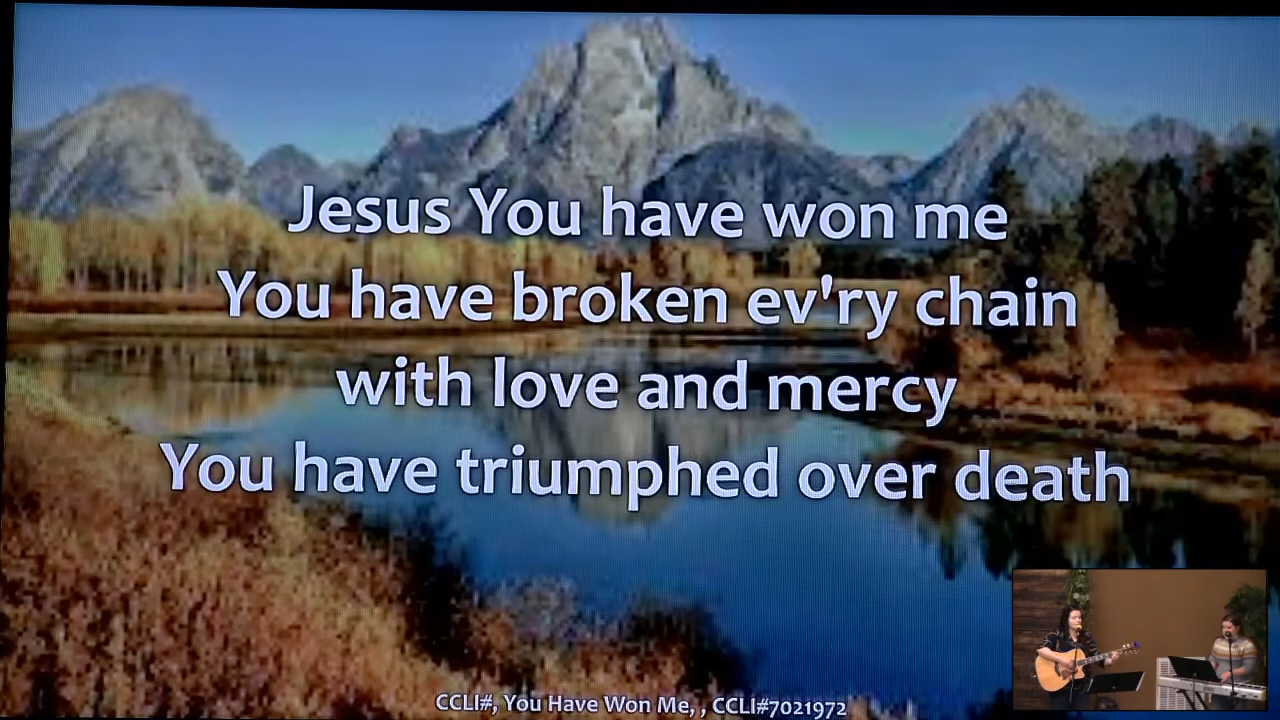 Jesus You have won me
You have broken ev'ry chain
with love and mercy
You have triumphed over death
CCLI#, You Have Won Me, , CCLI#7021972